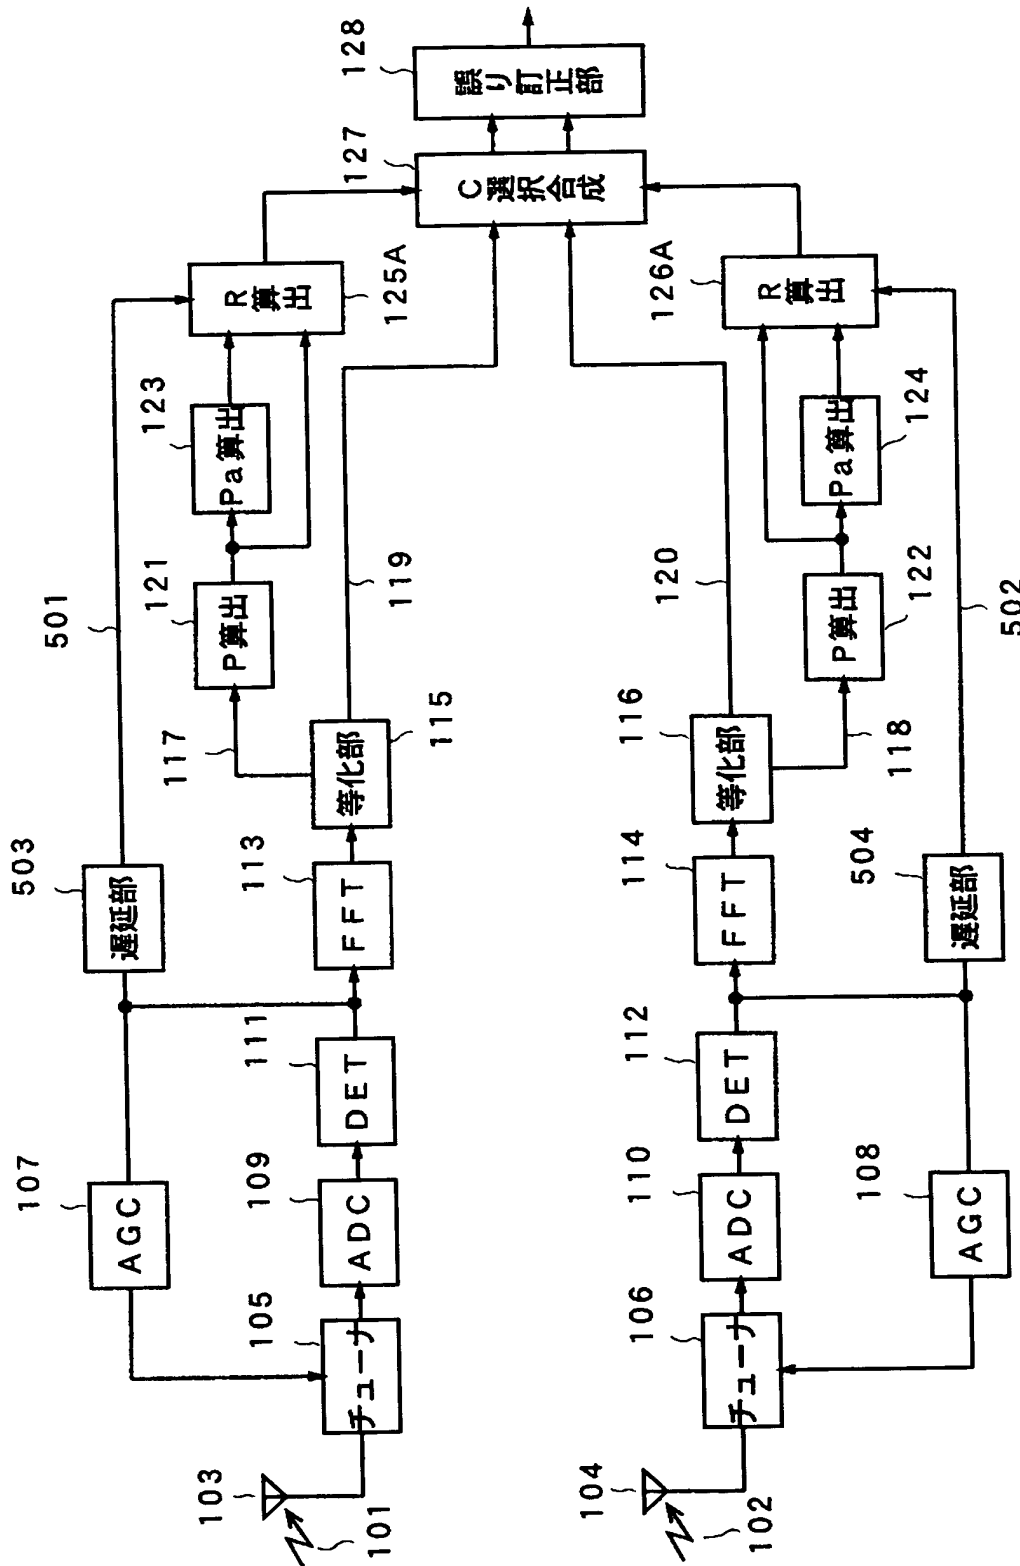 103
101
105
チューナ
107
AGC
109
ADC
111
DET
503
遅延部
501
113
FFT
115
等化部
117
119
121
P算出
123
Pa算出
125A
R算出
127
C選択合成
128
誤り訂正部
104
102
106
チューナ
108
AGC
110
ADC
112
DET
504
遅延部
502
114
FFT
116
等化部
118
120
122
P算出
124
Pa算出
126A
R算出